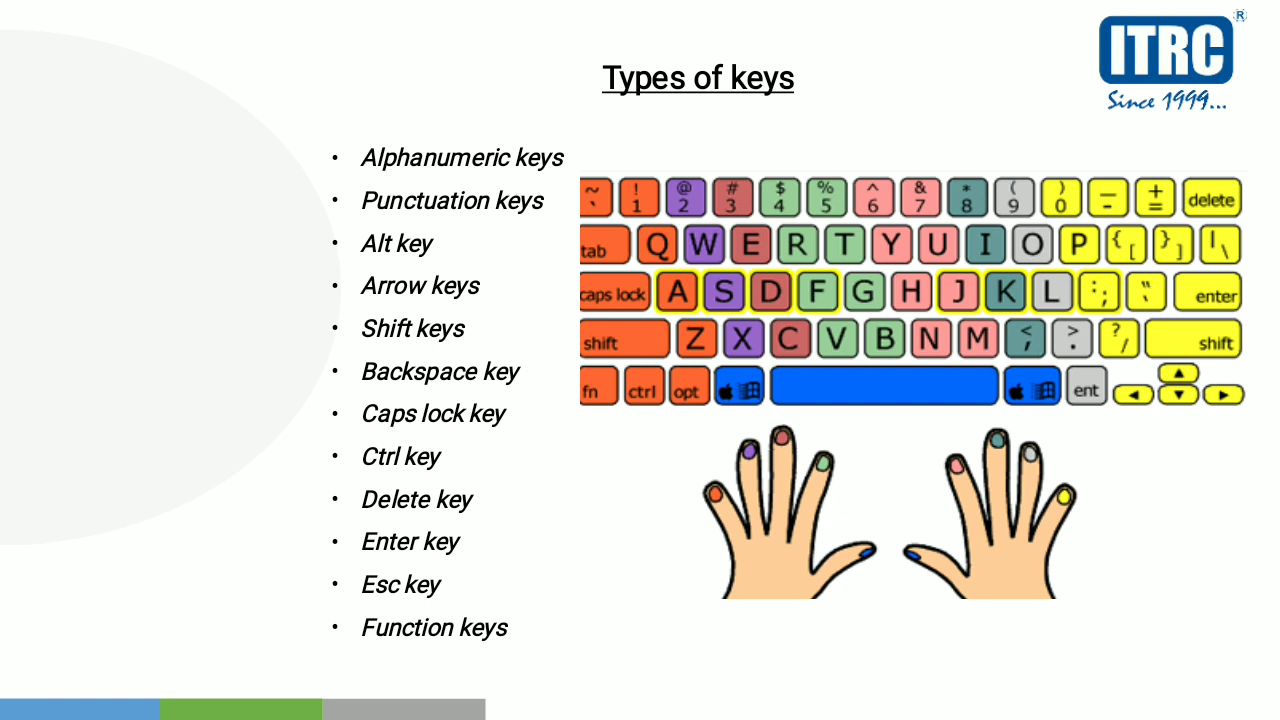 ITRC ®
Since 1999...
Types of keys
• Alphanumeric keys
• Punctuation keys
• Alt key
• Arrow keys
• Shift keys
• Backspace key
• Caps lock key
• Ctrl key
• Delete key
• Enter key
• Esc key
• Function keys
~ ! @ # $ % ^ & * ( ) _ +
` 1 2 3 4 5 6 7 8 9 0 - = delete
tab Q W E R T Y U I O P { [ } ] | \
caps lock A S D F G H J K L : ; " ' enter
shift Z X C V B N M < , > . ? / shift
fn ctrl opt ent ◀ ▲ ▼ ▶